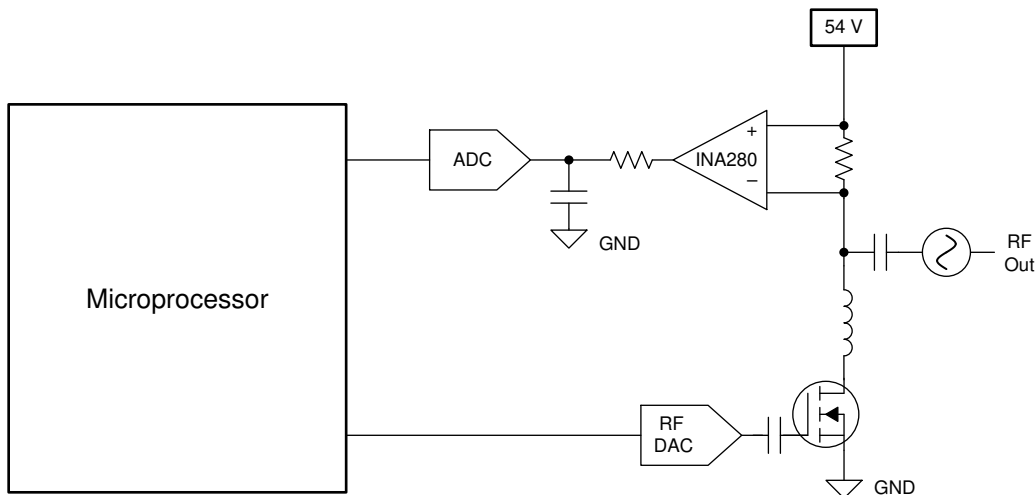 54 V
+
INA280
−
ADC
GND
RF
Out
Microprocessor
RF
DAC
GND